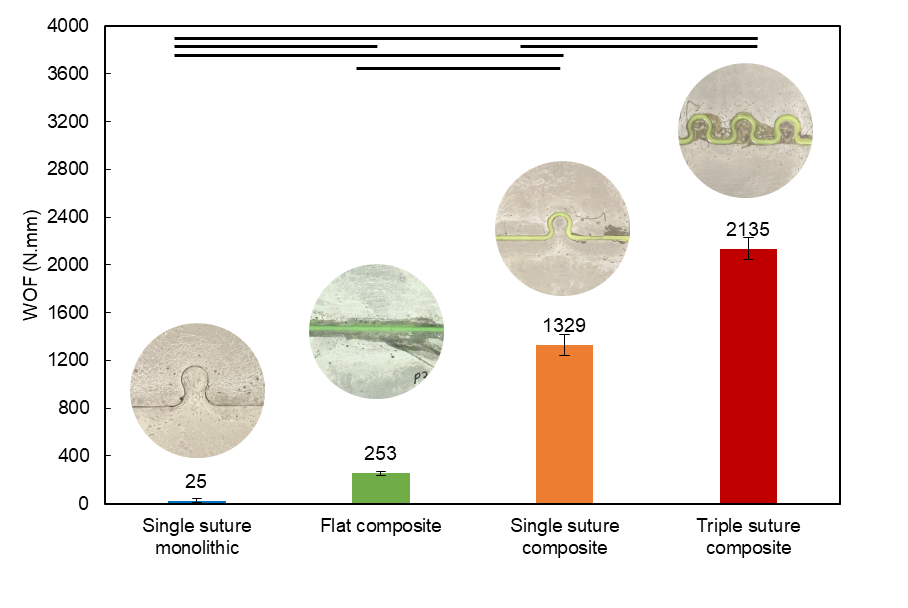 4000
3600
3200
2800
2400
2000
1600
1200
800
400
0
WOF (N.mm)
25
253
1329
2135
Single suture
monolithic
Flat composite
Single suture
composite
Triple suture
composite